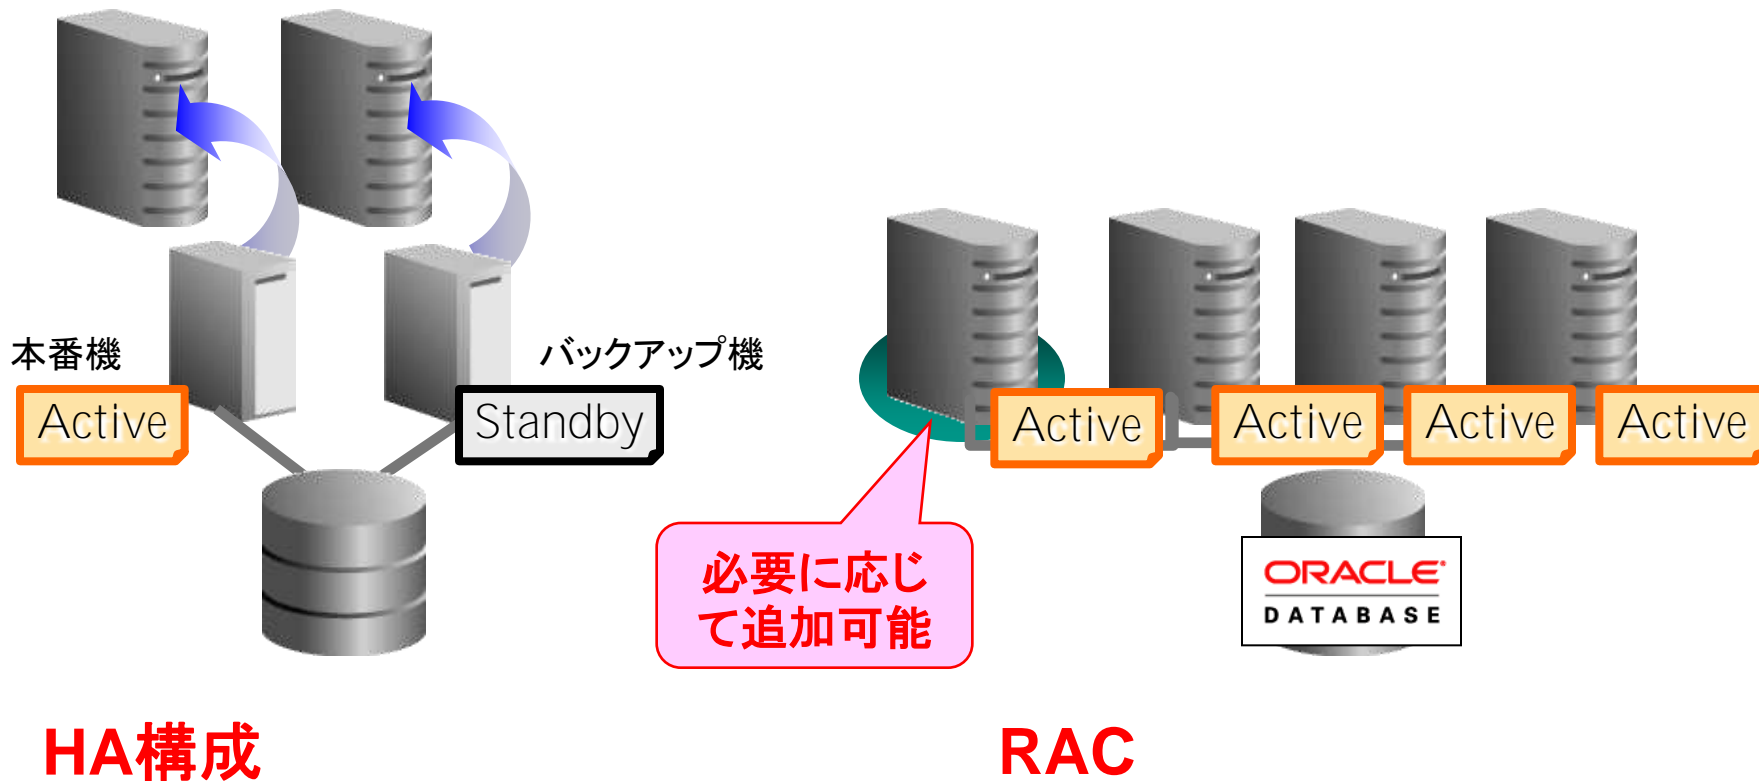 本番機
バックアップ機
Active
Standby
Active
Active
Active
Active
必要に応じ
て追加可能
ORACLE
DATABASE
HA構成
RAC